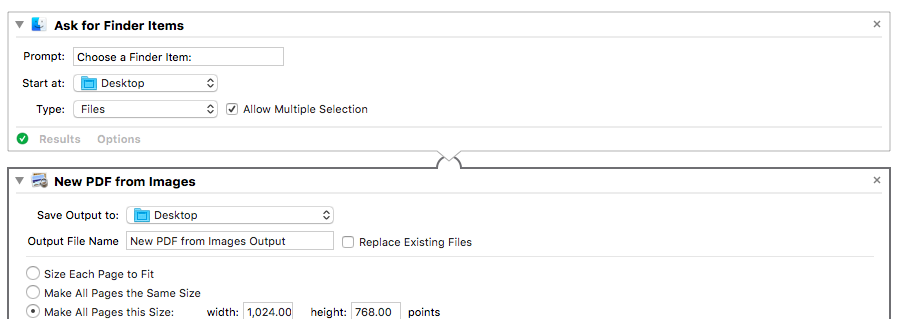 Ask for Finder Items
Prompt: Choose a Finder Item:
Start at: Desktop
Type: Files Allow Multiple Selection
Results Options
New PDF from Images
Save Output to: Desktop
Output File Name New PDF from Images Output Replace Existing Files
Size Each Page to Fit
Make All Pages the Same Size
Make All Pages this Size: width: 1,024.00 height: 768.00 points